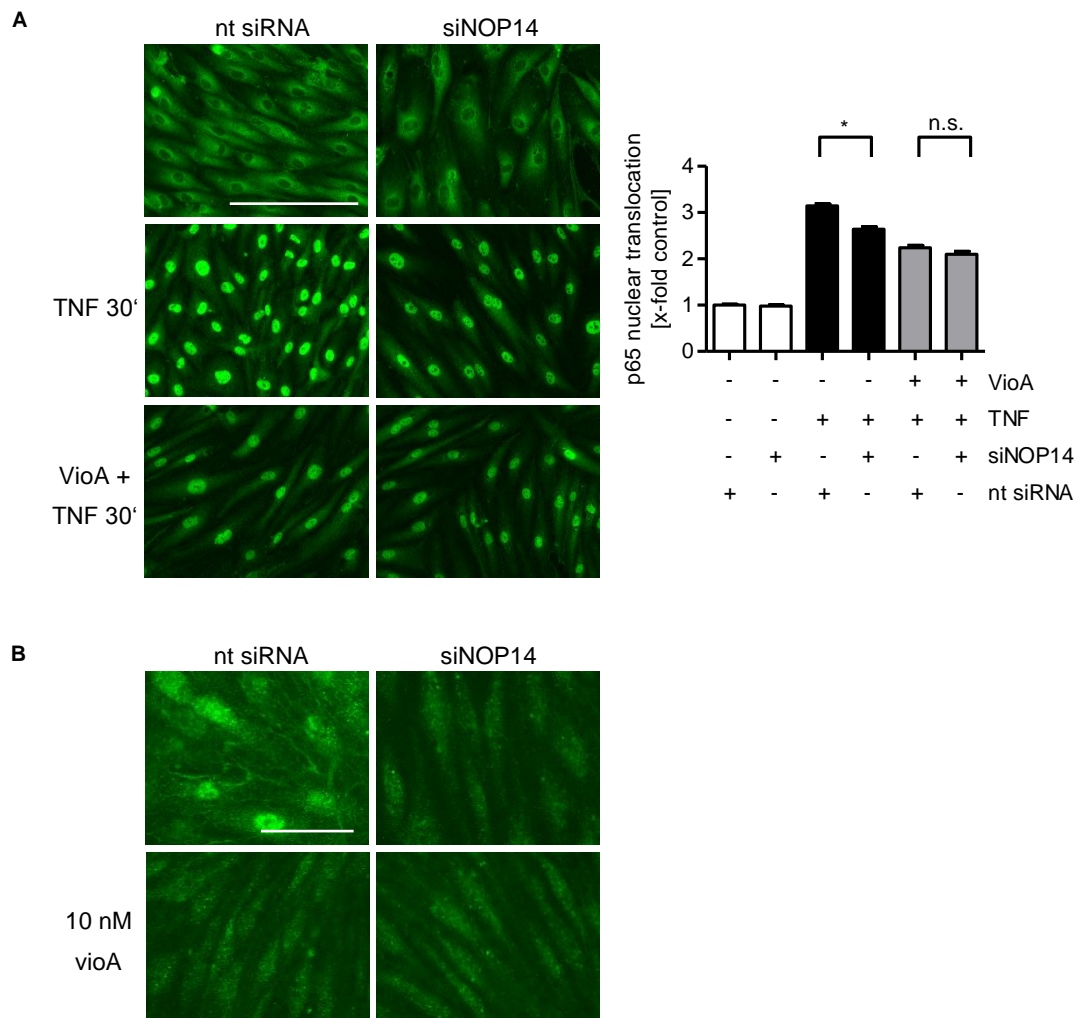 A
nt siRNA siNOP14
TNF 30‘
VioA +
TNF 30‘
p65 nuclear translocation
[x-fold control]
* n.s.
4
3
2
1
0
- - - - + + VioA
- - + + + + TNF
- + - + - + siNOP14
+ - + - + - nt siRNA
B
nt siRNA siNOP14
10 nM
vioA